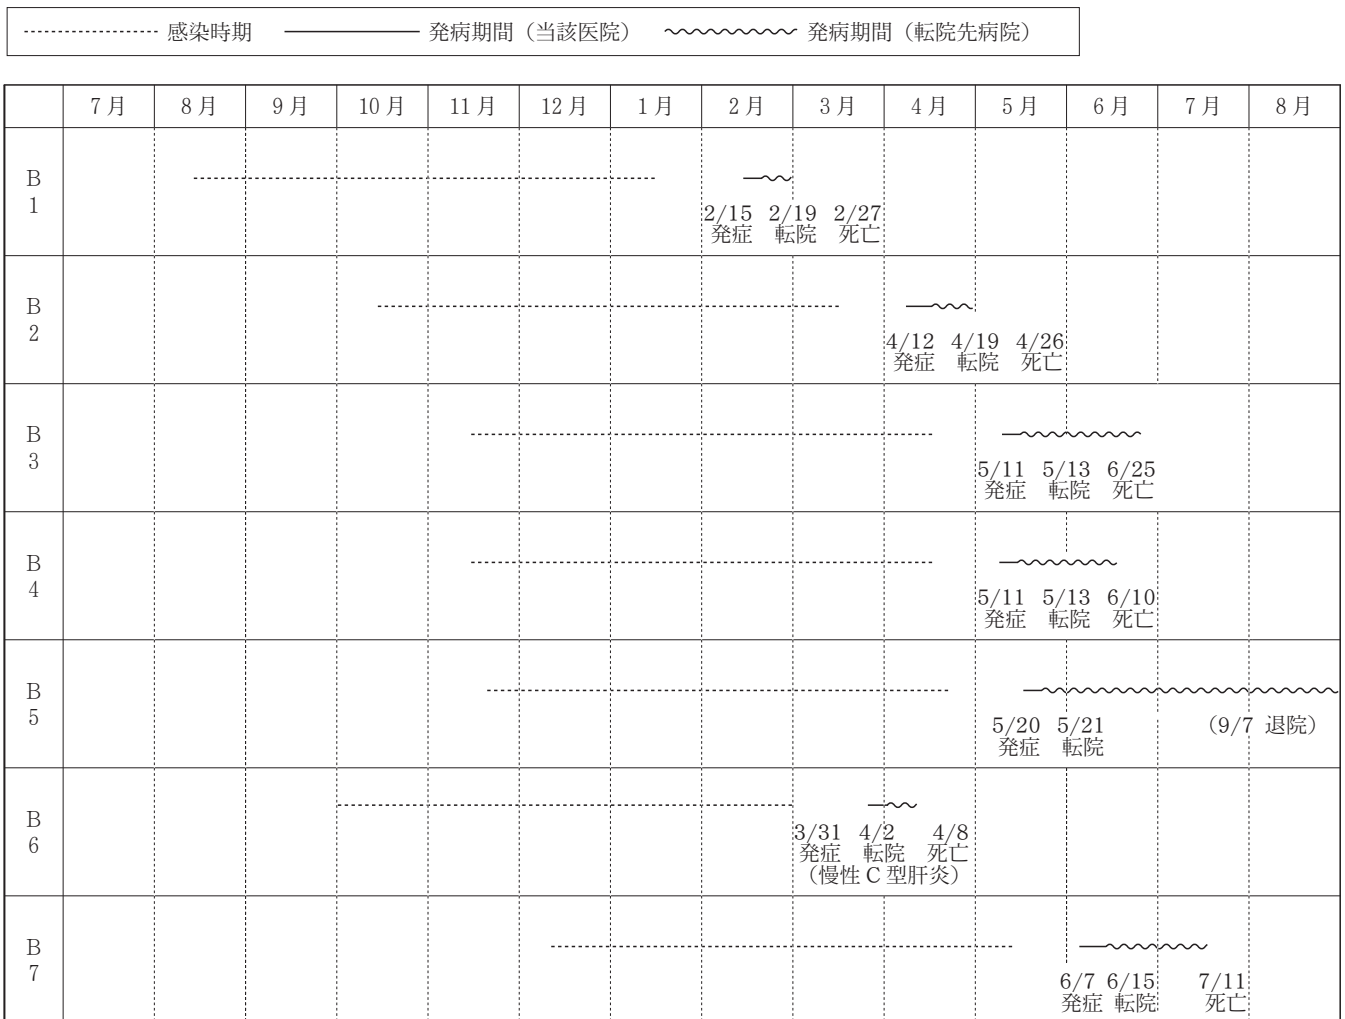 感染時期　発病期間（当該医院）　発病期間（転院先病院）
7月 8月 9月 10月 11月 12月 1月 2月 3月 4月 5月 6月 7月 8月
B
1
2/15 2/19 2/27
発症 転院 死亡
B
2
4/12 4/19 4/26
発症 転院 死亡
B
3
5/11 5/13 6/25
発症 転院 死亡
B
4
5/11 5/13 6/10
発症 転院 死亡
B
5
5/20 5/21 （9/7 退院）
発症 転院
B
6
3/31 4/2 4/8
発症 転院 死亡
（慢性C型肝炎）
B
7
6/7 6/15 7/11
発症 転院 死亡